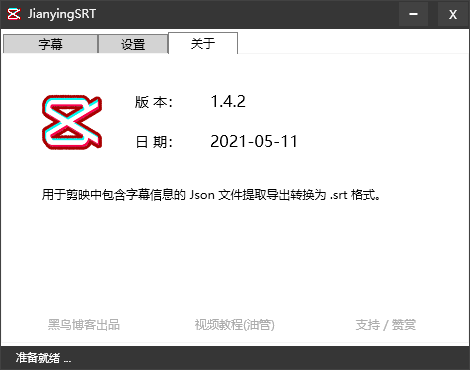 JianyingSRT
字幕 设置 关于
版 本： 1.4.2
日 期： 2021-05-11
用于剪映中包含字幕信息的 Json 文件提取导出转换为 .srt 格式。
黑鸟博客出品 视频教程(油管) 支持 / 赞赏
准备就绪 ...